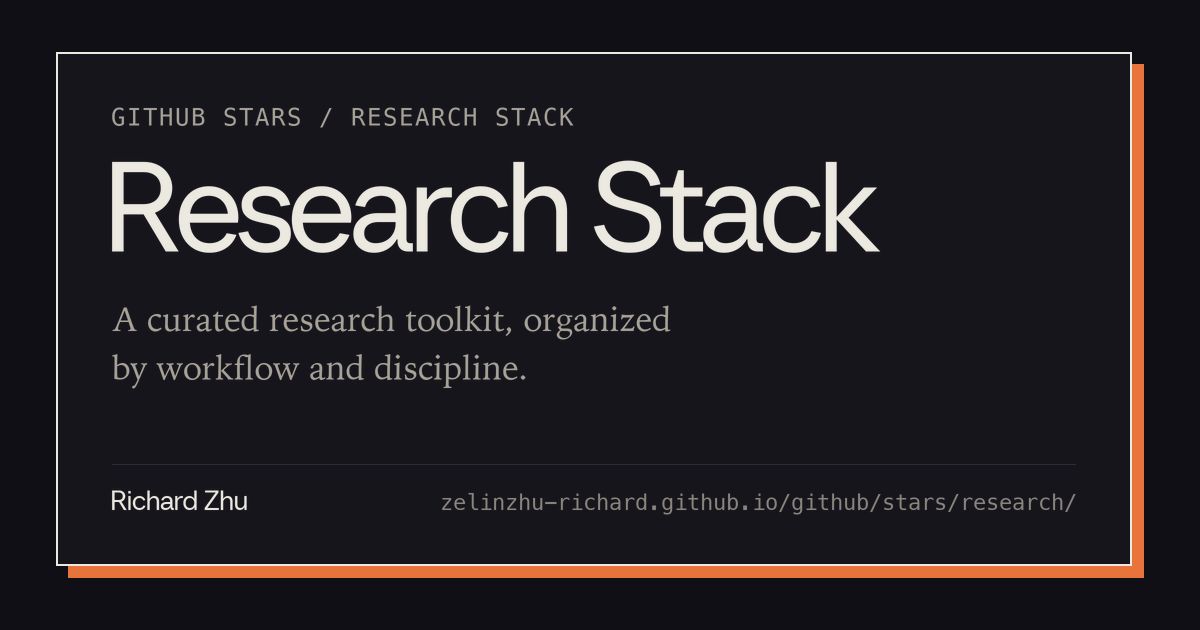 GITHUB STARS / RESEARCH STACK
Research Stack
A curated research toolkit, organized
by workflow and discipline.
Richard Zhu
zelinzhu-richard.github.io/github/stars/research/